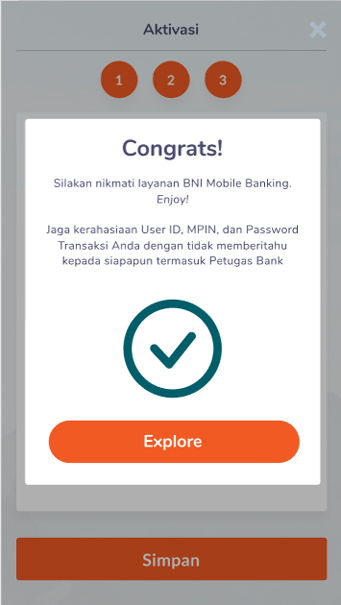 Aktivasi
1 2 3
Congrats!
Silakan nikmati layanan BNI Mobile Banking.
Enjoy!
Jaga kerahasiaan User ID, MPIN, dan Password
Transaksi Anda dengan tidak memberitahu
kepada siapapun termasuk Petugas Bank
Explore
Simpan